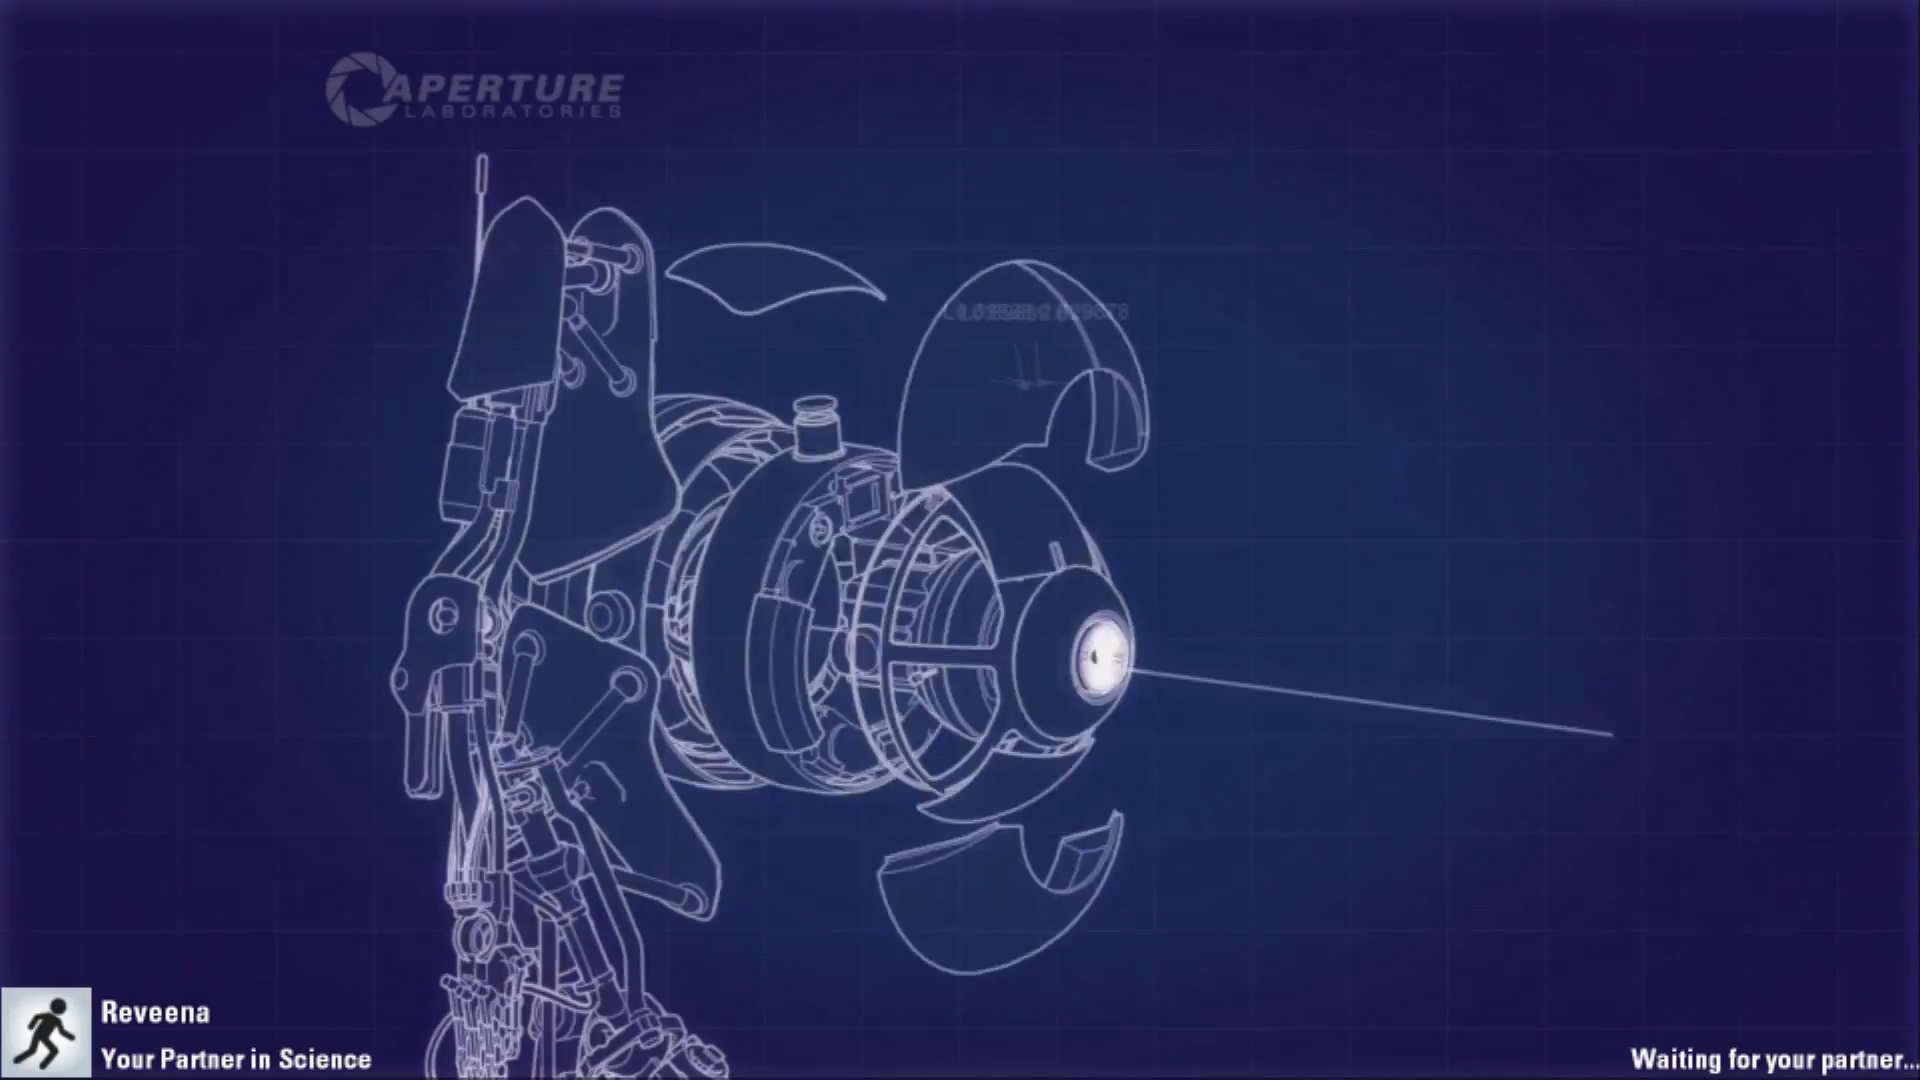 APERTURE
LABORATORIES
Reveena
Your Partner in Science
Waiting for your partner...